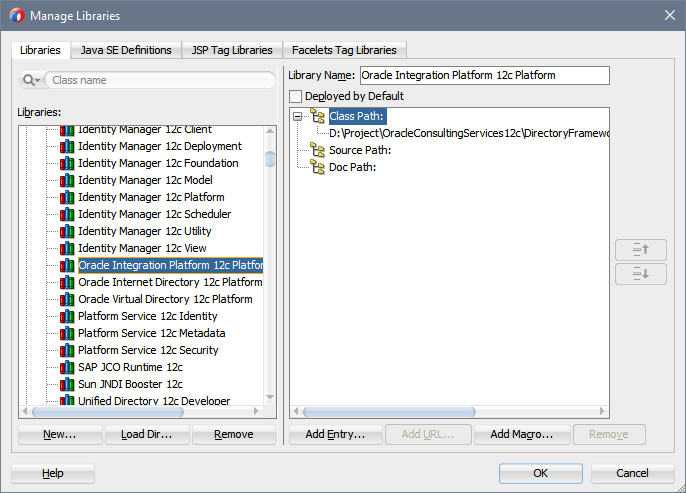 Manage Libraries
Libraries
Java SE Definitions
JSP Tag Libraries
Facelets Tag Libraries
Class name
Libraries:
Identity Manager 12c Client
Identity Manager 12c Deployment
Identity Manager 12c Foundation
Identity Manager 12c Model
Identity Manager 12c Platform
Identity Manager 12c Scheduler
Identity Manager 12c Utility
Identity Manager 12c View
Oracle Integration Platform 12c Platfor
Oracle Internet Directory 12c Platform
Oracle Virtual Directory 12c Platform
Platform Service 12c Identity
Platform Service 12c Metadata
Platform Service 12c Security
SAP JCO Runtime 12c
Sun JNDI Booster 12c
Unified Directory 12c Developer
New...
Load Dir...
Remove
Library Name: Oracle Integration Platform 12c Platform
Deployed by Default
Class Path:
D:\Project\OracleConsultingServices12c\DirectoryFramewo
Source Path:
Doc Path:
Add Entry...
Add URL...
Add Macro...
Remove
Help
OK
Cancel